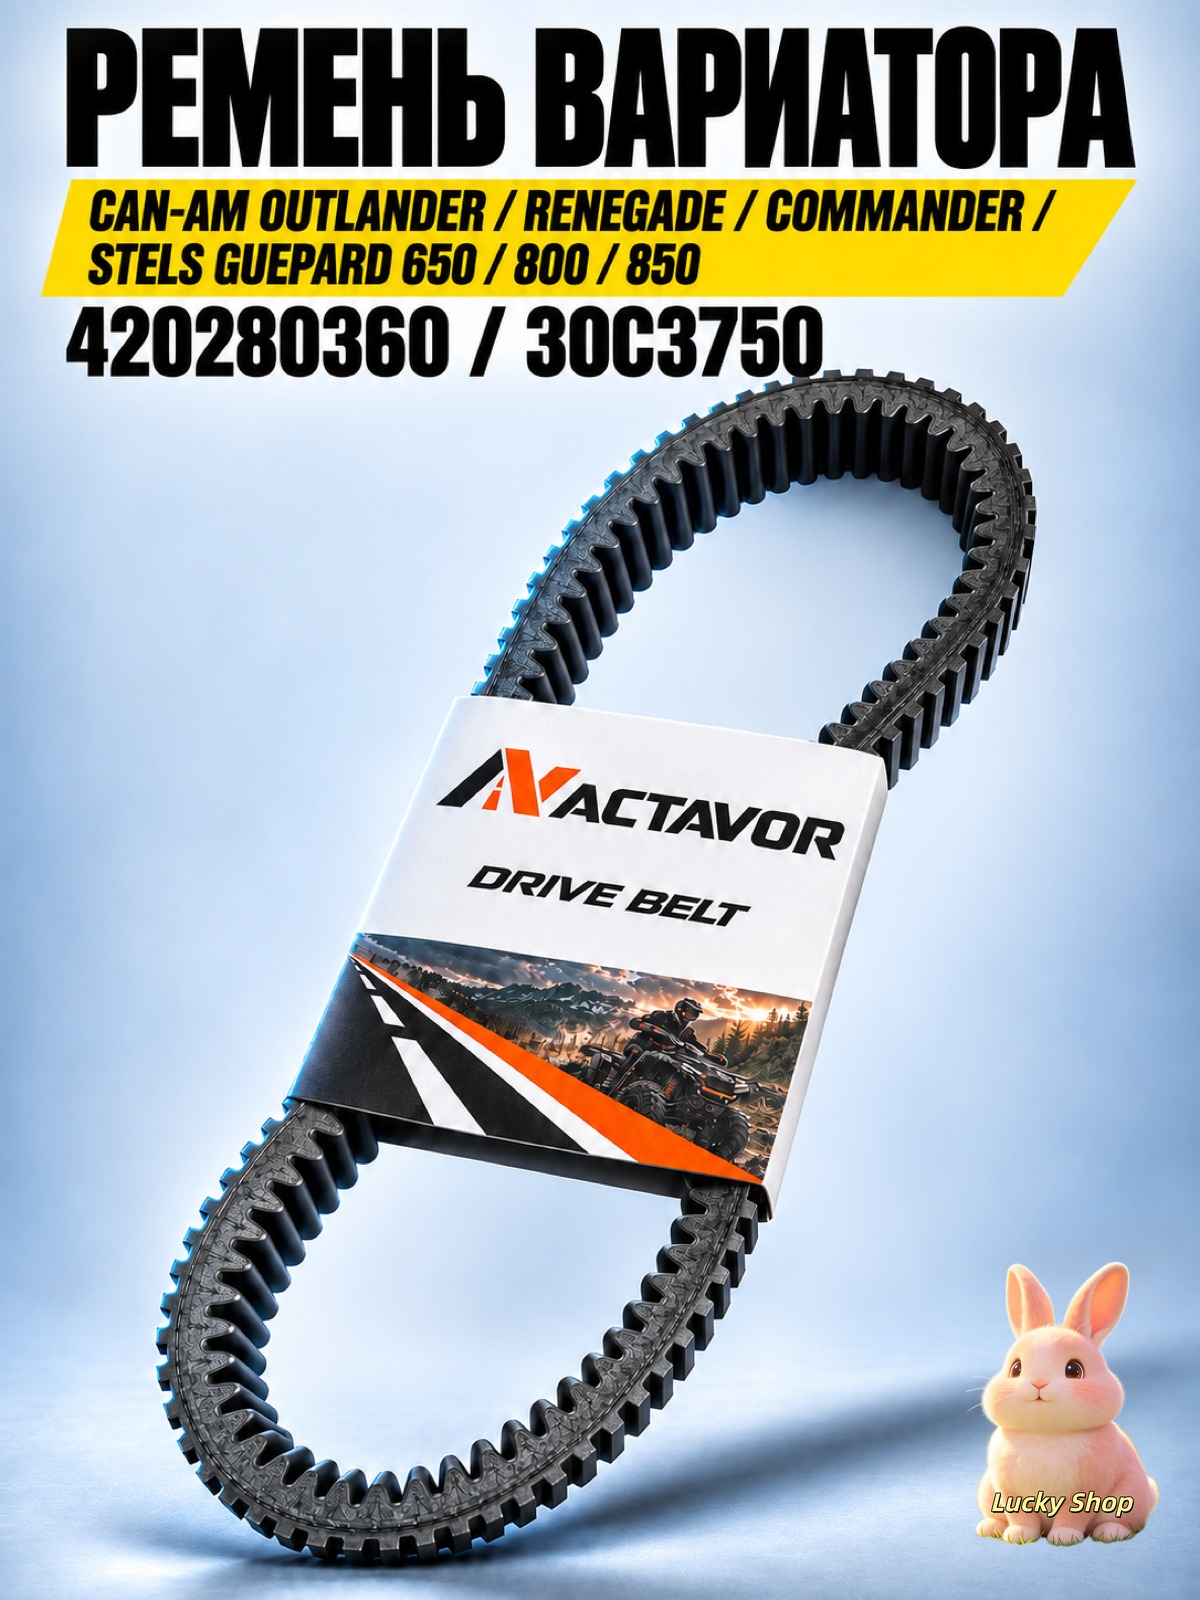 РЕМЕНЬ ВАРИАТОРА
CAN-AM OUTLANDER / RENEGADE / COMMANDER /
STELS GUEPARD 650 / 800 / 850
420280360 / 30C3750
ACTAVOR
DRIVE BELT
Lucky Shop